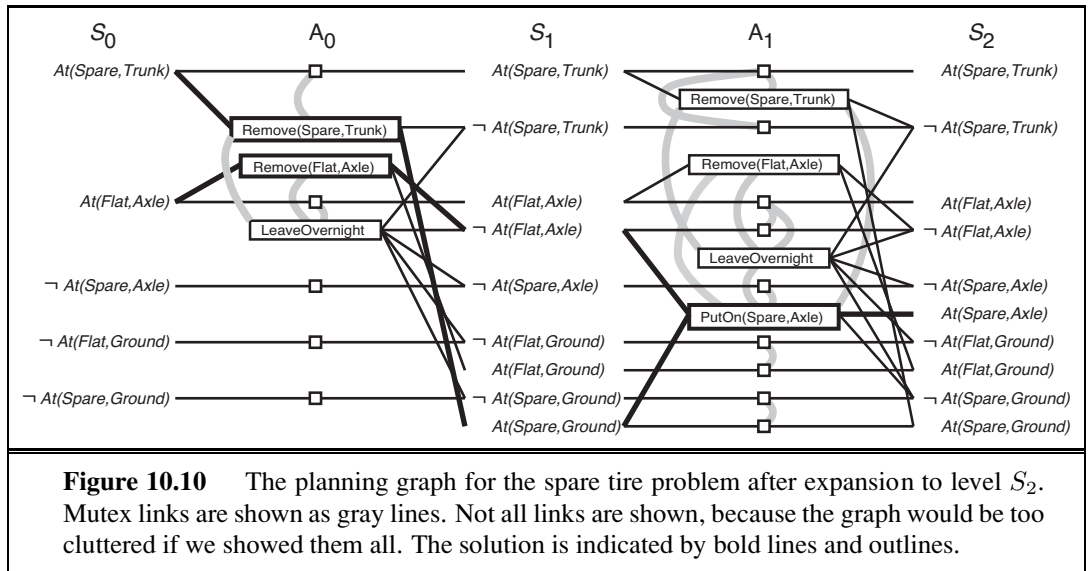 S0 A0 S1 A1 S2
At(Spare,Trunk) At(Spare,Trunk) At(Spare,Trunk)
Remove(Spare,Trunk)
Remove(Spare,Trunk) ¬ At(Spare,Trunk) ¬ At(Spare,Trunk)
Remove(Flat,Axle) Remove(Flat,Axle)
At(Flat,Axle) At(Flat,Axle) At(Flat,Axle)
LeaveOvernight ¬ At(Flat,Axle) ¬ At(Flat,Axle)
LeaveOvernight
¬ At(Spare,Axle) ¬ At(Spare,Axle) ¬ At(Spare,Axle)
PutOn(Spare,Axle) At(Spare,Axle)
¬ At(Flat,Ground) ¬ At(Flat,Ground) ¬ At(Flat,Ground)
At(Flat,Ground) At(Flat,Ground)
¬ At(Spare,Ground) ¬ At(Spare,Ground) ¬ At(Spare,Ground)
At(Spare,Ground) At(Spare,Ground)
Figure 10.10 The planning graph for the spare tire problem after expansion to level S2.
Mutex links are shown as gray lines. Not all links are shown, because the graph would be too
cluttered if we showed them all. The solution is indicated by bold lines and outlines.